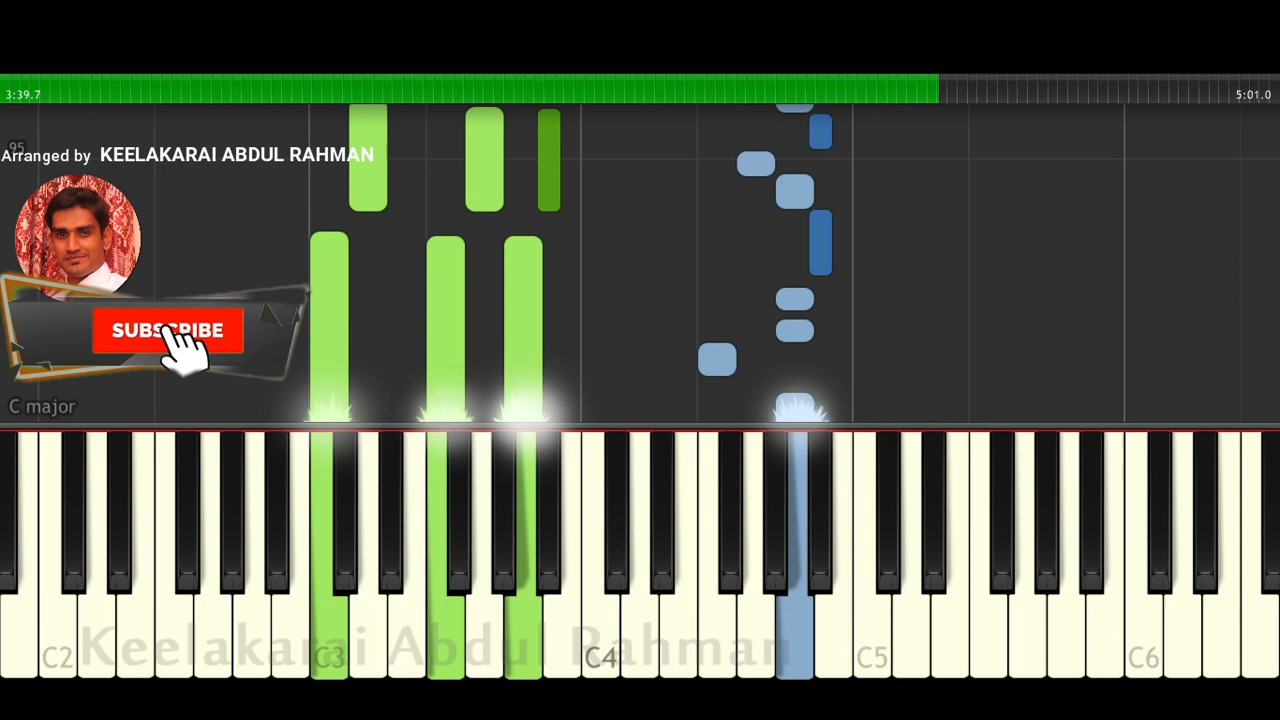 3:39.7
5:01.0
95
Arranged by KEELAKARAI ABDUL RAHMAN
SUBSCRIBE
C major
Keelakarai Abdul Rahman
C2
C3
C4
C5
C6